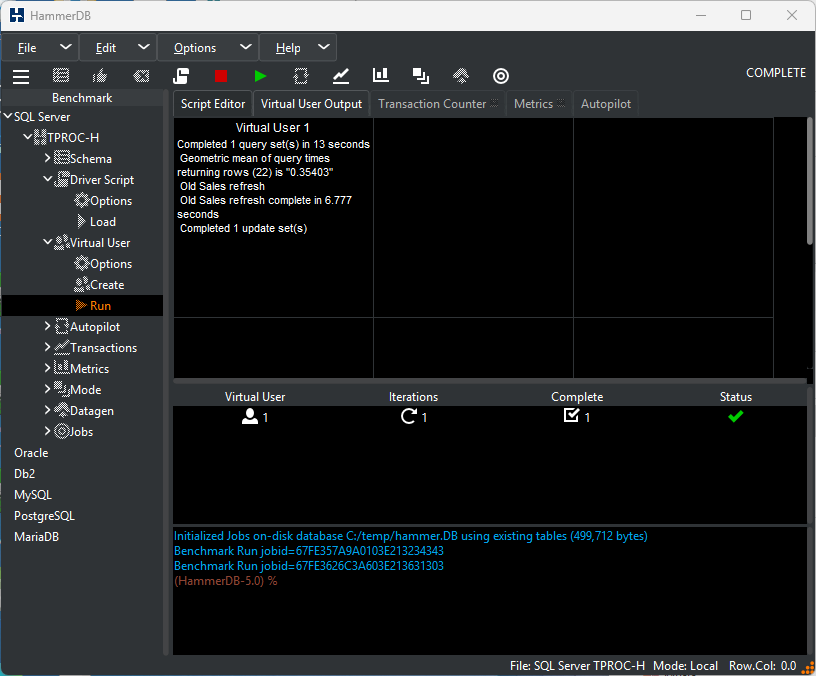 HammerDB
File Edit Options Help
COMPLETE
Benchmark
SQL Server
TPROC-H
Schema
Driver Script
Options
Load
Virtual User
Options
Create
Run
Autopilot
Transactions
Metrics
Mode
Datagen
Jobs
Oracle
Db2
MySQL
PostgreSQL
MariaDB
Script Editor Virtual User Output Transaction Counter Metrics Autopilot
Virtual User 1
Completed 1 query set(s) in 13 seconds
Geometric mean of query times
returning rows (22) is "0.35403"
Old Sales refresh
Old Sales refresh complete in 6.777
seconds
Completed 1 update set(s)
Virtual User Iterations Complete Status
1 1 1
Initialized Jobs on-disk database C:/temp/hammer.DB using existing tables (499,712 bytes)
Benchmark Run jobid=67FE357A9A0103E213234343
Benchmark Run jobid=67FE3626C3A603E213631303
(HammerDB-5.0) %
File: SQL Server TPROC-H Mode: Local Row.Col: 0.0